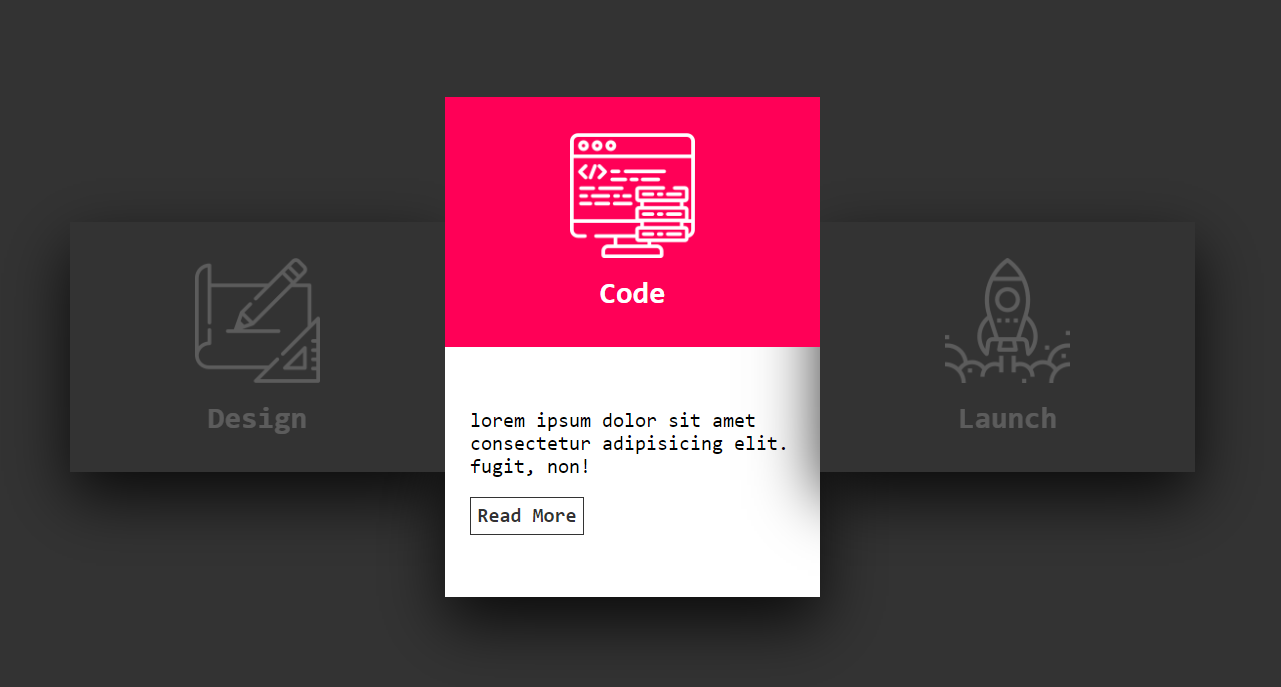 Code
Design
Launch
lorem ipsum dolor sit amet
consectetur adipisicing elit.
fugit, non!
Read More